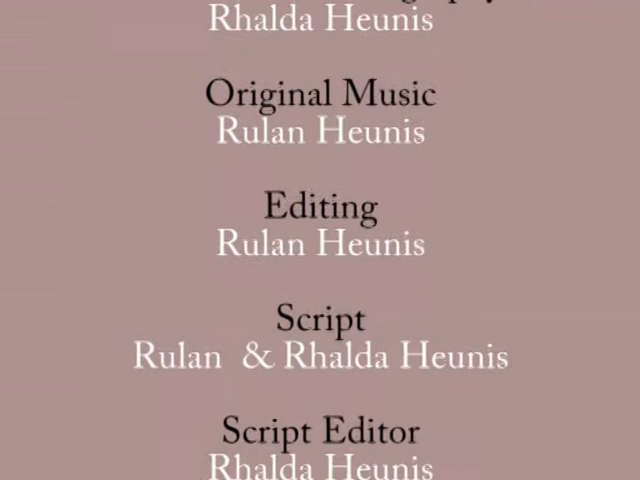 Rhalda Heunis
Original Music
Rulan Heunis
Editing
Rulan Heunis
Script
Rulan & Rhalda Heunis
Script Editor
Rhalda Heunis